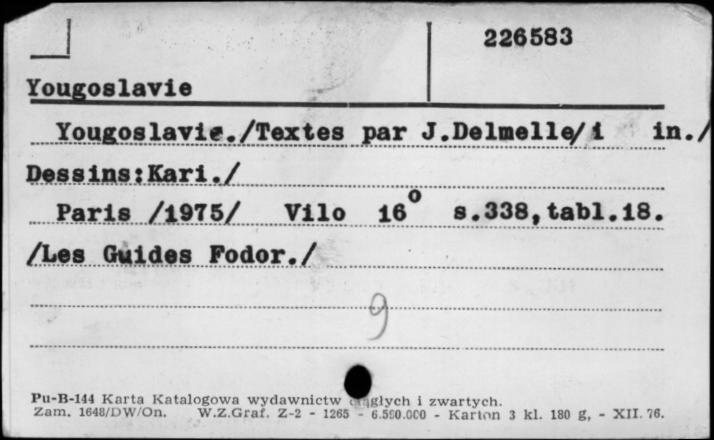 226583
Yougoslavie
Yougoslavie./Textes par J.Delmelle/i in./
Dessins:Kari./
Paris /1975/ Vilo 16° s.338,tabl.18.
/Les Guides Fodor./
9
Pu-B-144 Karta Katalogowa wydawnictw i zwartych.
Zam. 1648/DW/On. W.Z.Graf. Z-2 - 1265 - 6.500.000 - Karton 3 kl. 180 g, - XII. 76.